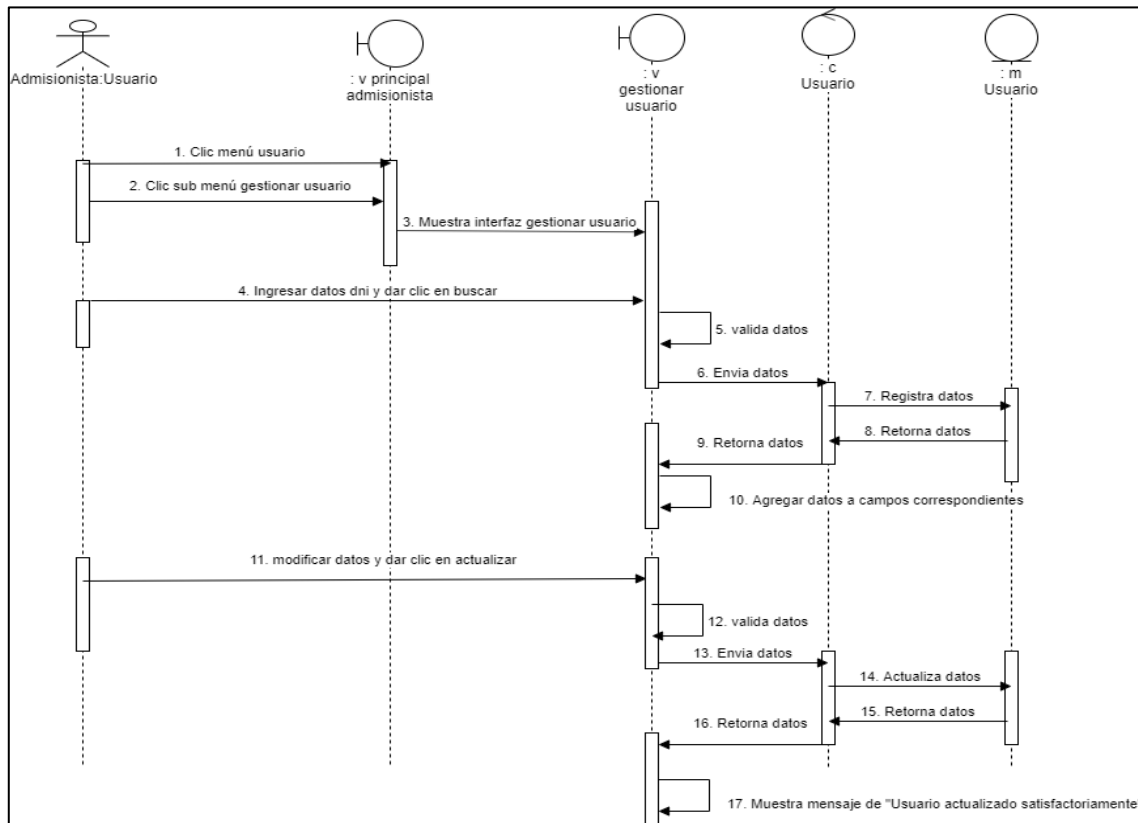 Admisionista:Usuario
: v principal
admisionista
: v
gestionar
usuario
: c
Usuario
: m
Usuario
1. Clic menú usuario
2. Clic sub menú gestionar usuario
3. Muestra interfaz gestionar usuario
4. Ingresar datos dni y dar clic en buscar
5. valida datos
6. Envia datos
7. Registra datos
8. Retorna datos
9. Retorna datos
10. Agregar datos a campos correspondientes
11. modificar datos y dar clic en actualizar
12. valida datos
13. Envia datos
14. Actualiza datos
15. Retorna datos
16. Retorna datos
17. Muestra mensaje de "Usuario actualizado satisfactoriamente